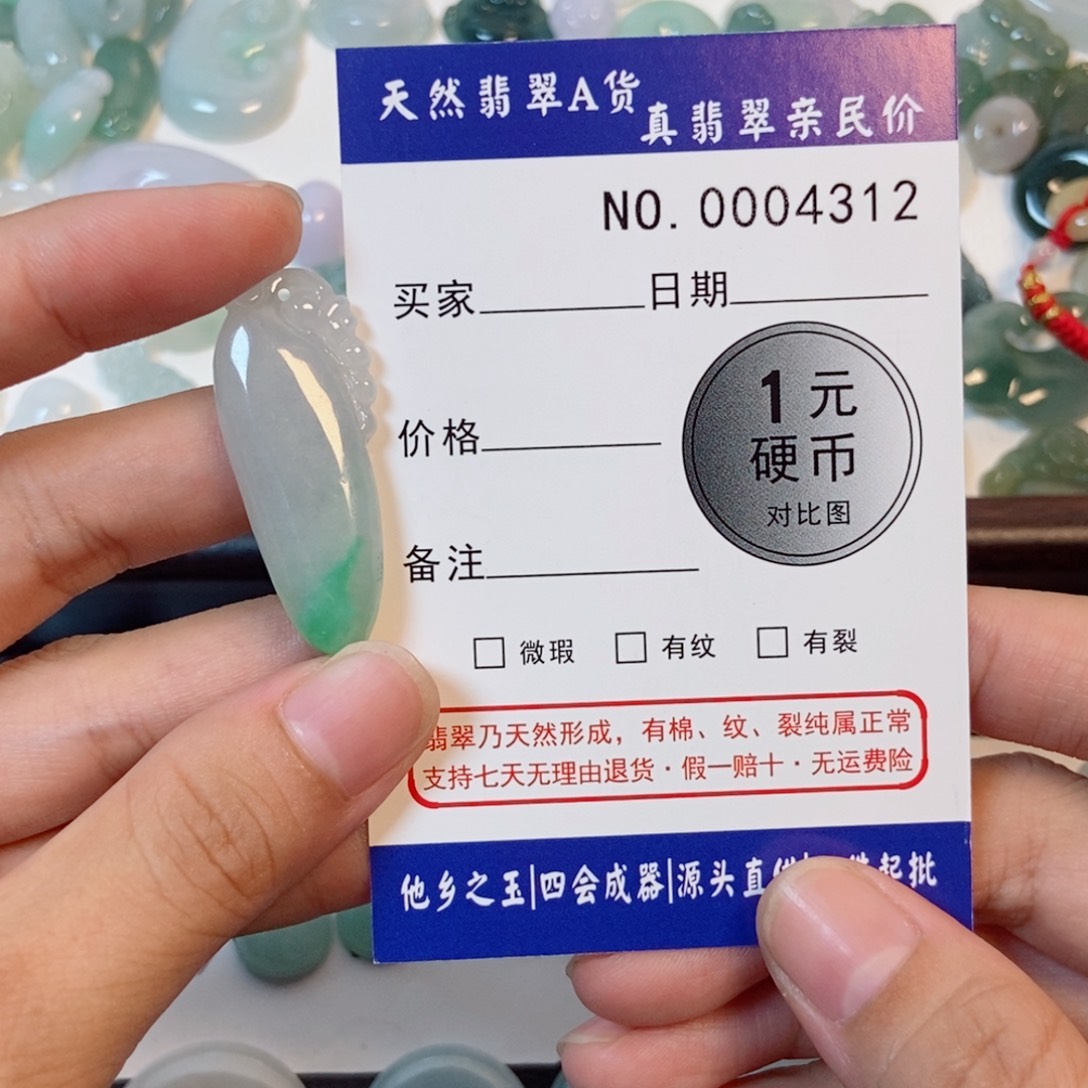 天然翡翠A货
真翡翠亲民价
NO. 0004312
买家 日期
1元
硬币
对比图
价格
备注
□ 微瑕 □ 有纹 □ 有裂
翡翠乃天然形成，有棉、纹、裂纯属正常
支持七天无理由退货·假一赔十·无运费险
他乡之玉|四会成器|源头直供 起批